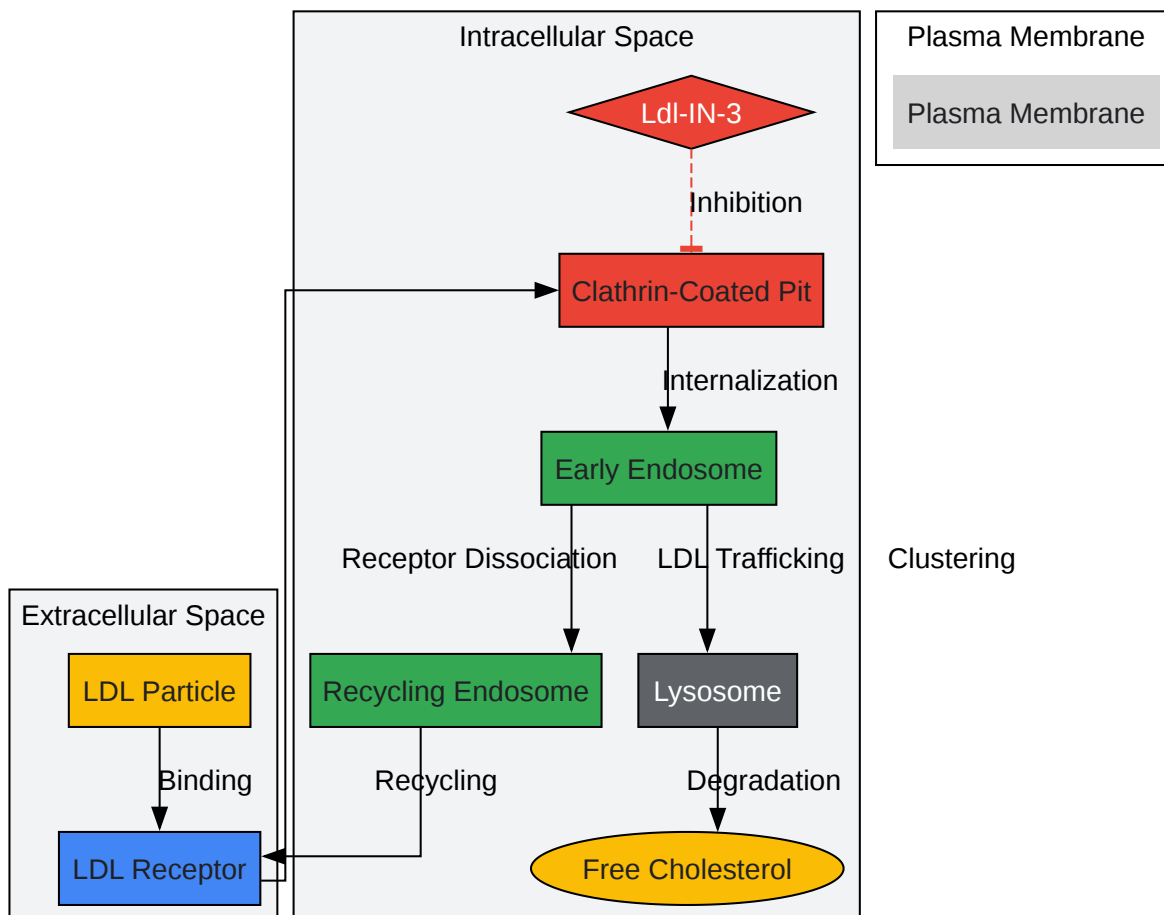 Intracellular Space
Plasma Membrane
Ldl-IN-3
Plasma Membrane
Inhibition
Clathrin-Coated Pit
Internalization
Early Endosome
Receptor Dissociation
LDL Trafficking
Clustering
Extracellular Space
LDL Particle
Recycling Endosome
Lysosome
Binding
Recycling
Degradation
LDL Receptor
Free Cholesterol